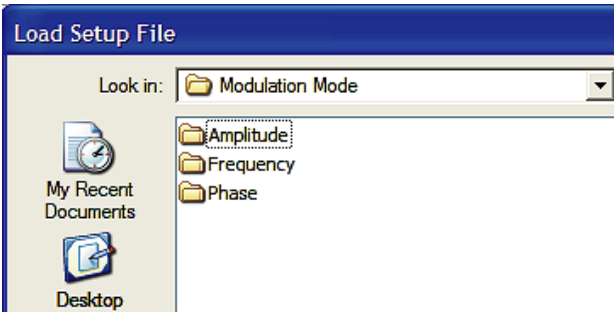 Load Setup File
Look in: Modulation Mode
Amplitude
Frequency
Phase
My Recent
Documents
Desktop